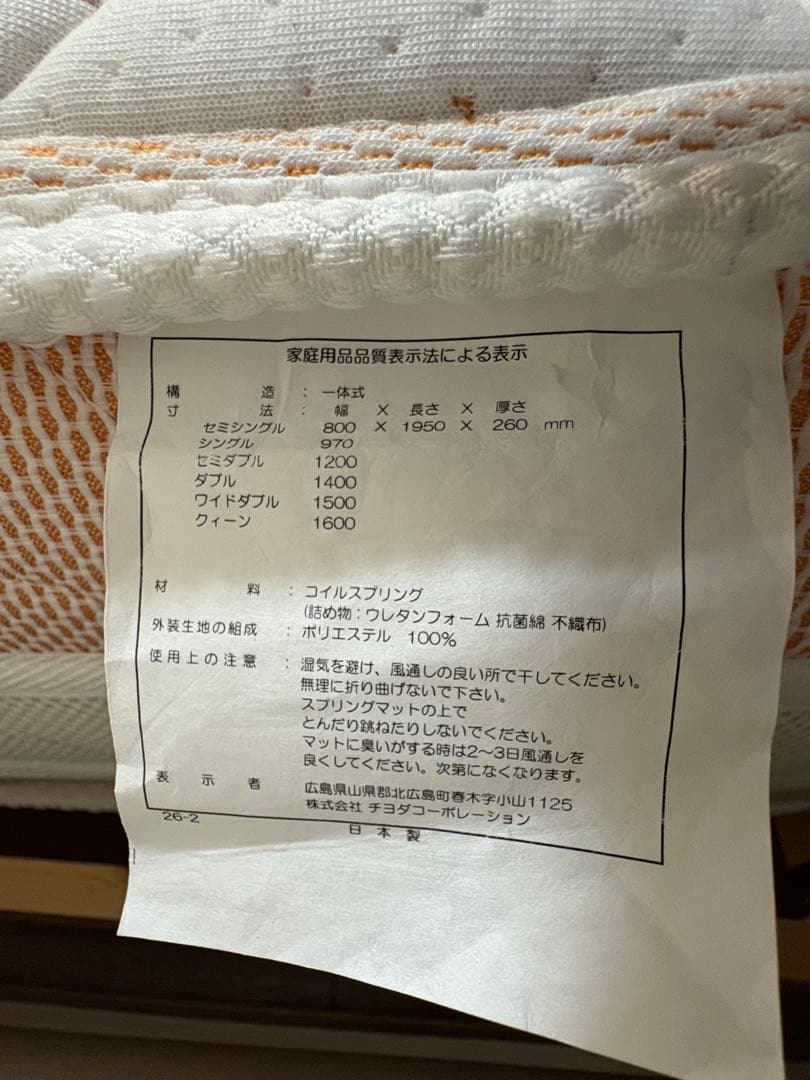 家庭用品品質表示法による表示
構造 : 一体式
寸法 : 幅 × 長さ × 厚さ
セミシングル 800 × 1950 × 260 mm
シングル 970
セミダブル 1200
ダブル 1400
ワイドダブル 1500
クィーン 1600
材料 : コイルスプリング
(詰め物:ウレタンフォーム 抗菌綿 不織布)
外装生地の組成 : ポリエステル 100%
使用上の注意 : 湿気を避け、風通しの良い所で干してください。
無理に折り曲げないで下さい。
スプリングマットの上で
とんだり跳ねたりしないでください。
マットに臭いがする時は2〜3日風通しを
良くしてください。次第になくなります。
表示者 広島県山県郡北広島町春木字小山1125
株式会社 チヨダコーポレーション
26-2
日本製